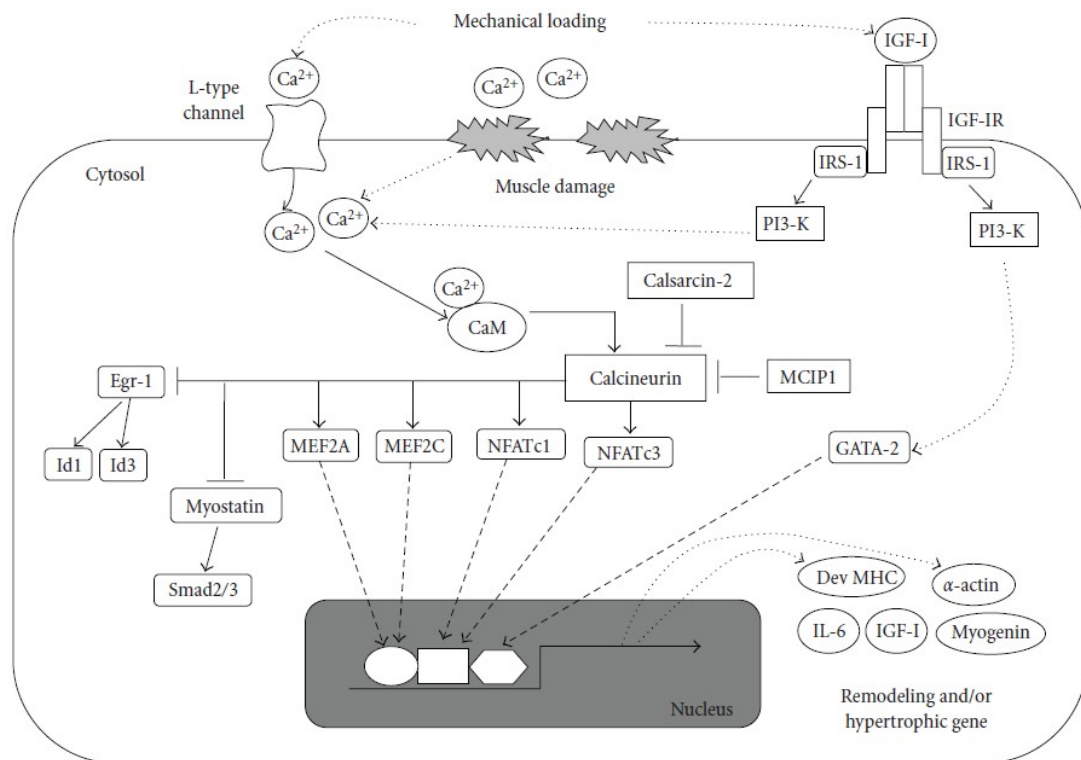 Mechanical loading
IGF-I
Ca²⁺
Ca²⁺
Ca²⁺
L-type
channel
IGF-IR
Cytosol
Muscle damage
IRS-1
IRS-1
Ca²⁺
Ca²⁺
PI3-K
PI3-K
Ca²⁺
CaM
Calsarcin-2
Egr-1
Calcineurin
MCIP1
Id1
Id3
MEF2A
MEF2C
NFATc1
NFATc3
GATA-2
Myostatin
Smad2/3
Dev MHC
α-actin
IL-6
IGF-I
Myogenin
Nucleus
Remodeling and/or
hypertrophic gene